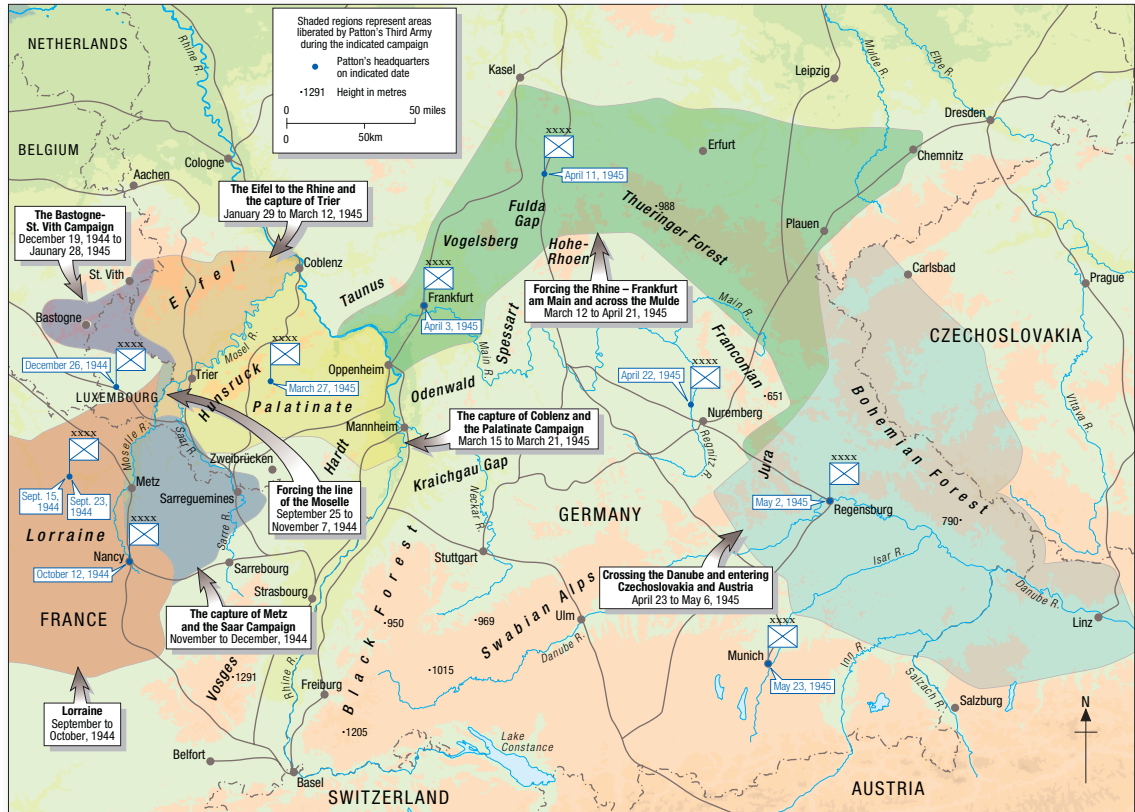 Shaded regions represent areas
liberated by Patton's Third Army
during the indicated campaign
Patton's headquarters
on indicated date
·1291 Height in metres
0 50 miles
0 50km
NETHERLANDS
Rhine R.
BELGIUM
Cologne
Aachen
Kasel
Leipzig
Mulde R.
Elbe R.
Dresden
Chemnitz
Erfurt
XXXX
April 11, 1945
The Eifel to the Rhine and
the capture of Trier
January 29 to March 12, 1945
The Bastogne-
St. Vith Campaign
December 19, 1944 to
Jaunary 28, 1945
St. Vith
Bastogne
Eifel
Coblenz
Taunus
Vogelsberg
Fulda
Gap
Hohe-
Rhoen
Thueringer Forest
·988
Plauen
Carlsbad
Prague
XXXX
Frankfurt
April 3, 1945
Forcing the Rhine – Frankfurt
am Main and across the Mulde
March 12 to April 21, 1945
Main R.
Spessart
Main R.
CZECHOSLOVAKIA
XXXX
December 26, 1944
LUXEMBOURG
Trier
Mosel R.
Hunsruck
XXXX
March 27, 1945
Palatinate
Oppenheim
Odenwald
Mannheim
XXXX
April 22, 1945
Nuremberg
Regnitz R.
Franconian
·651
Jura
Bohemian Forest
Vltava R.
The capture of Coblenz and
the Palatinate Campaign
March 15 to March 21, 1945
Moselle R.
Saar R.
Zweibrücken
Hardt
Kraichgau Gap
XXXX
Sept. 15,
1944
Sept. 23,
1944
Metz
Sarreguemines
Forcing the line
of the Moselle
September 25 to
November 7, 1944
Neckar R.
GERMANY
XXXX
May 2, 1945
Regensburg
790·
Lorraine
XXXX
Nancy
October 12, 1944
Sarre R.
Sarrebourg
Strasbourg
Stuttgart
Isar R.
Danube R.
Linz
Crossing the Danube and entering
Czechoslovakia and Austria
April 23 to May 6, 1945
FRANCE
The capture of Metz
and the Saar Campaign
November to December, 1944
Black Forest
·950
·969
Swabian Alps
Ulm
Danube R.
XXXX
Munich
May 23, 1945
Inn R.
Salzach R.
Salzburg
Vosges
·1291
Rhine R.
Freiburg
·1015
·1205
Lorraine
September to
October, 1944
Belfort
Basel
Lake
Constance
SWITZERLAND
AUSTRIA
N